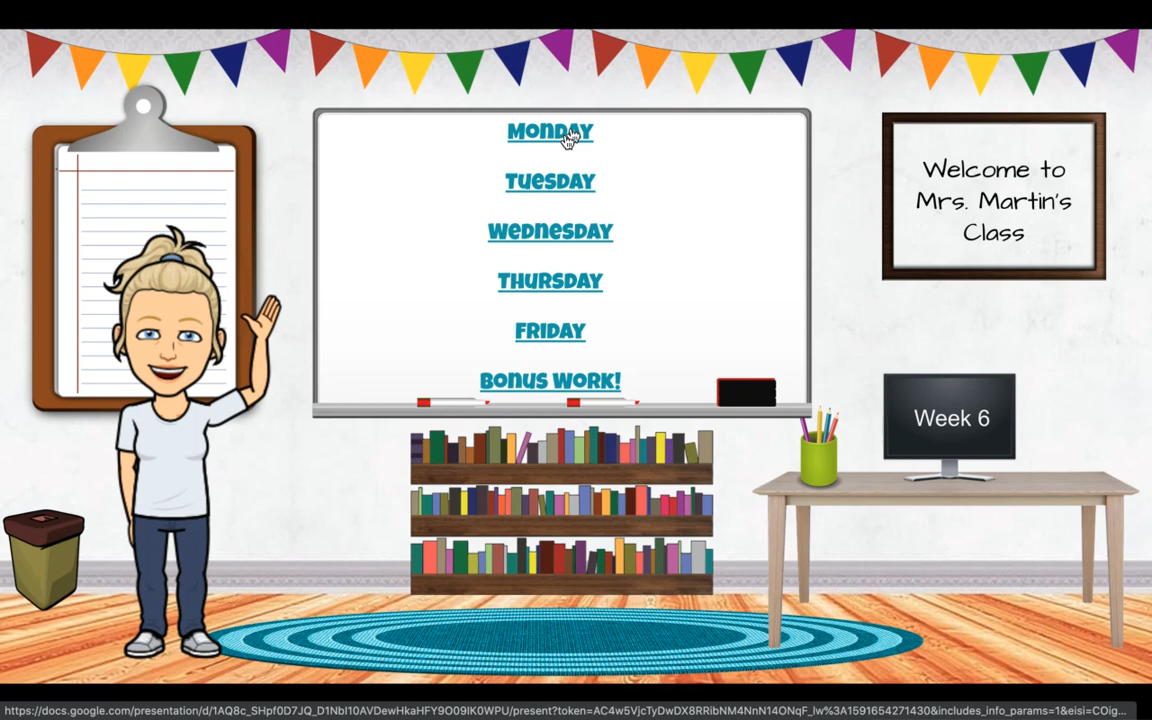 Monday
Tuesday
Wednesday
Thursday
Friday
Bonus Work!
Welcome to
Mrs. Martin's
Class
Week 6
https://docs.google.com/presentation/d/1AQ8c_SHpf0D7JQ_D1NbI10AVDewHkaHFY9O09IK0WPU/present?token=AC4w5VjcTyDwDX8RRibNM4NnN14ONqF_lw%3A1591654271430&includes_info_params=1&eisi=COig...